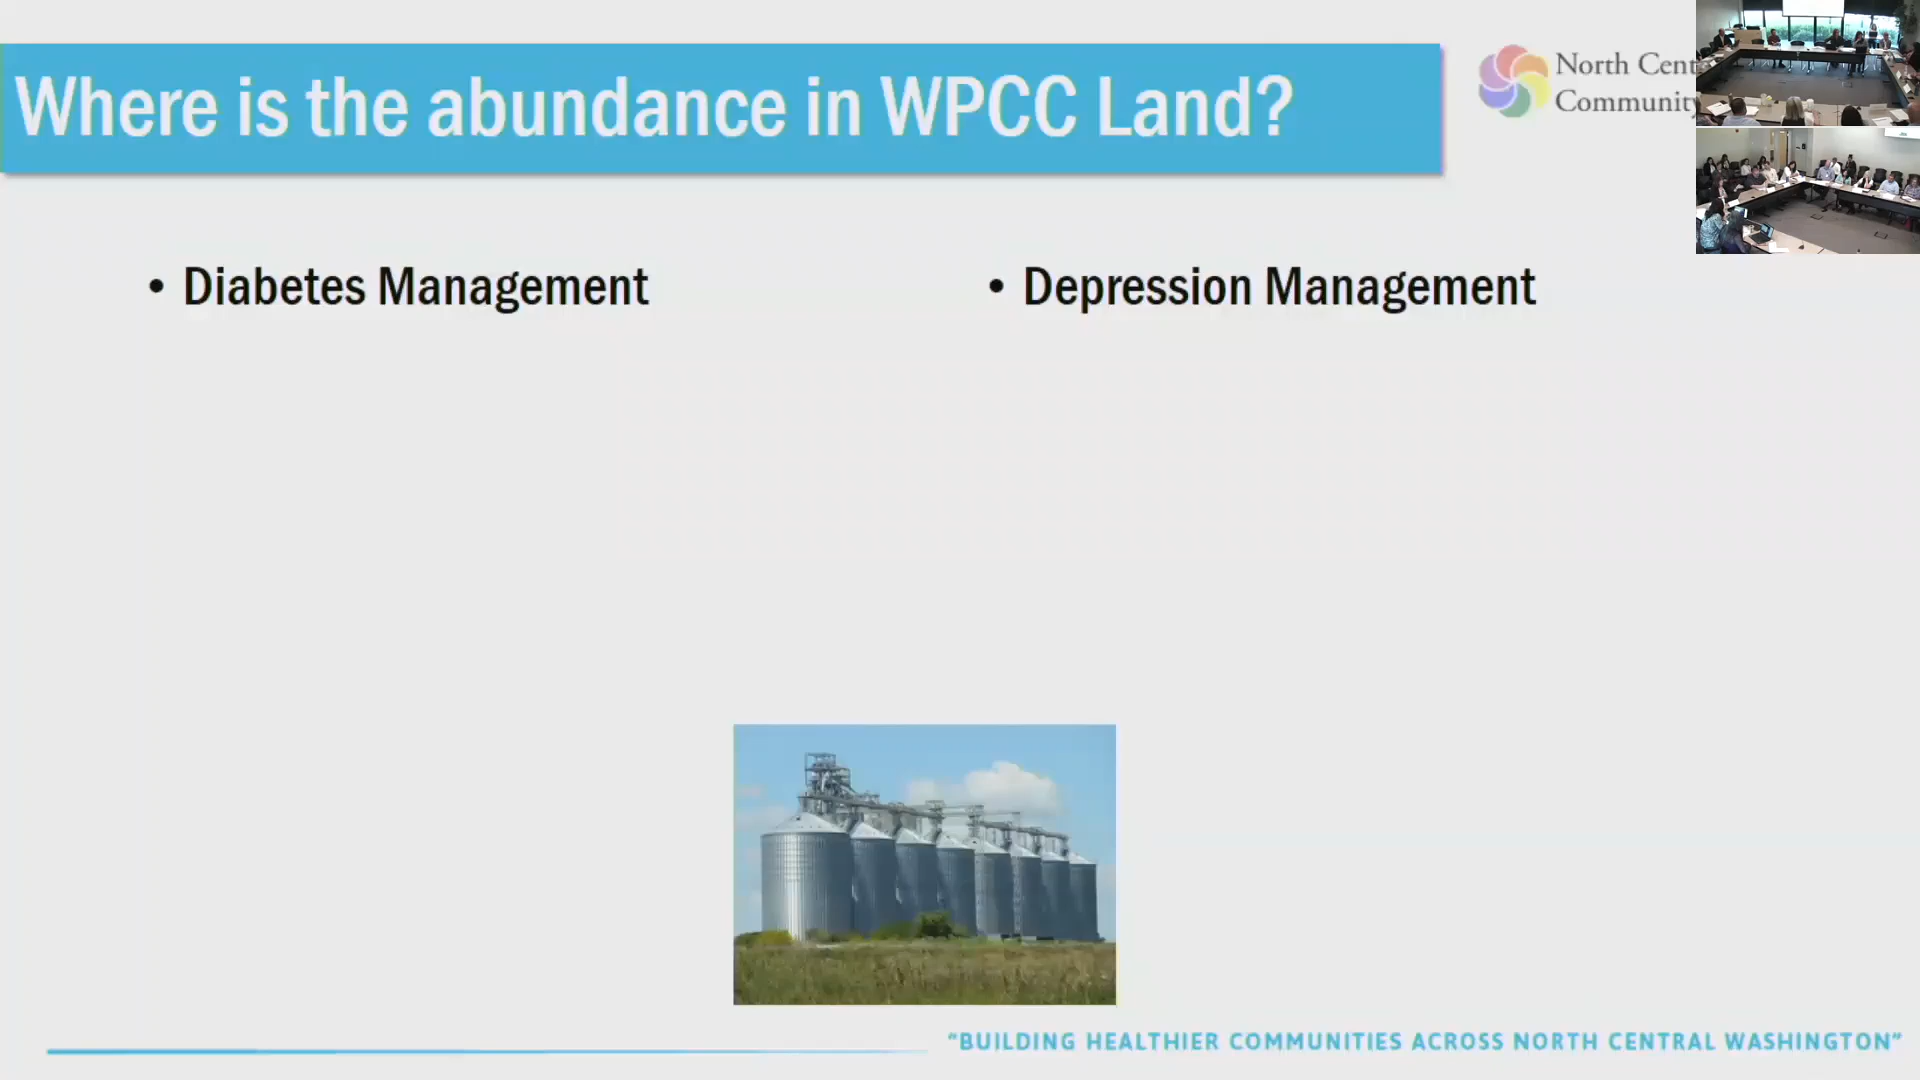 Where is the abundance in WPCC Land?
North Cent
Community
• Diabetes Management
• Depression Management
“BUILDING HEALTHIER COMMUNITIES ACROSS NORTH CENTRAL WASHINGTON”